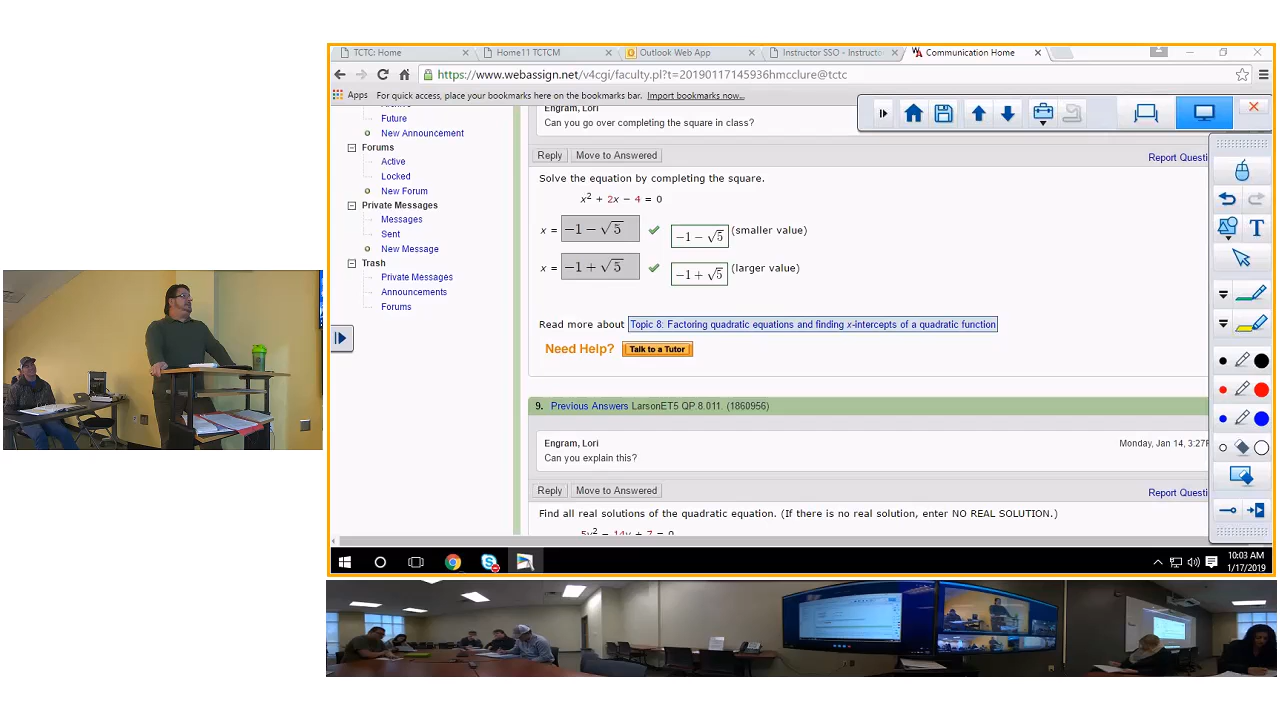 TCTC: Home
Home11 TCTCM
Outlook Web App
Instructor SSO - Instructo
Communication Home
https://www.webassign.net/v4cgi/faculty.pl?t=20190117145936hmcclure@tctc
Apps For quick access, place your bookmarks here on the bookmarks bar. Import bookmarks now...
Future
New Announcement
Forums
Active
Locked
New Forum
Private Messages
Messages
Sent
New Message
Trash
Private Messages
Announcements
Forums
Engram, Lori
Can you go over completing the square in class?
Reply Move to Answered
Report Questi
Solve the equation by completing the square.
x² + 2x − 4 = 0
x = −1 − √5 −1 − √5 (smaller value)
x = −1 + √5 −1 + √5 (larger value)
Read more about Topic 8: Factoring quadratic equations and finding x-intercepts of a quadratic function
Need Help? Talk to a Tutor
9. Previous Answers LarsonET5 QP 8.011. (1860956)
Engram, Lori
Monday, Jan 14, 3:27P
Can you explain this?
Reply Move to Answered
Report Questi
Find all real solutions of the quadratic equation. (If there is no real solution, enter NO REAL SOLUTION.)
T
10:03 AM
1/17/2019